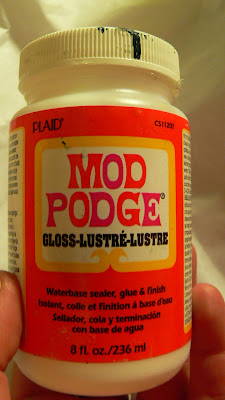 PLAID®
CS11297
MOD
PODGE®
GLOSS-LUSTRÉ-LUSTRE
Waterbase sealer, glue & finish
Isolant, colle et finition à base d'eau
Sellador, cola y terminación
con base de agua
8 fl. oz./236 ml